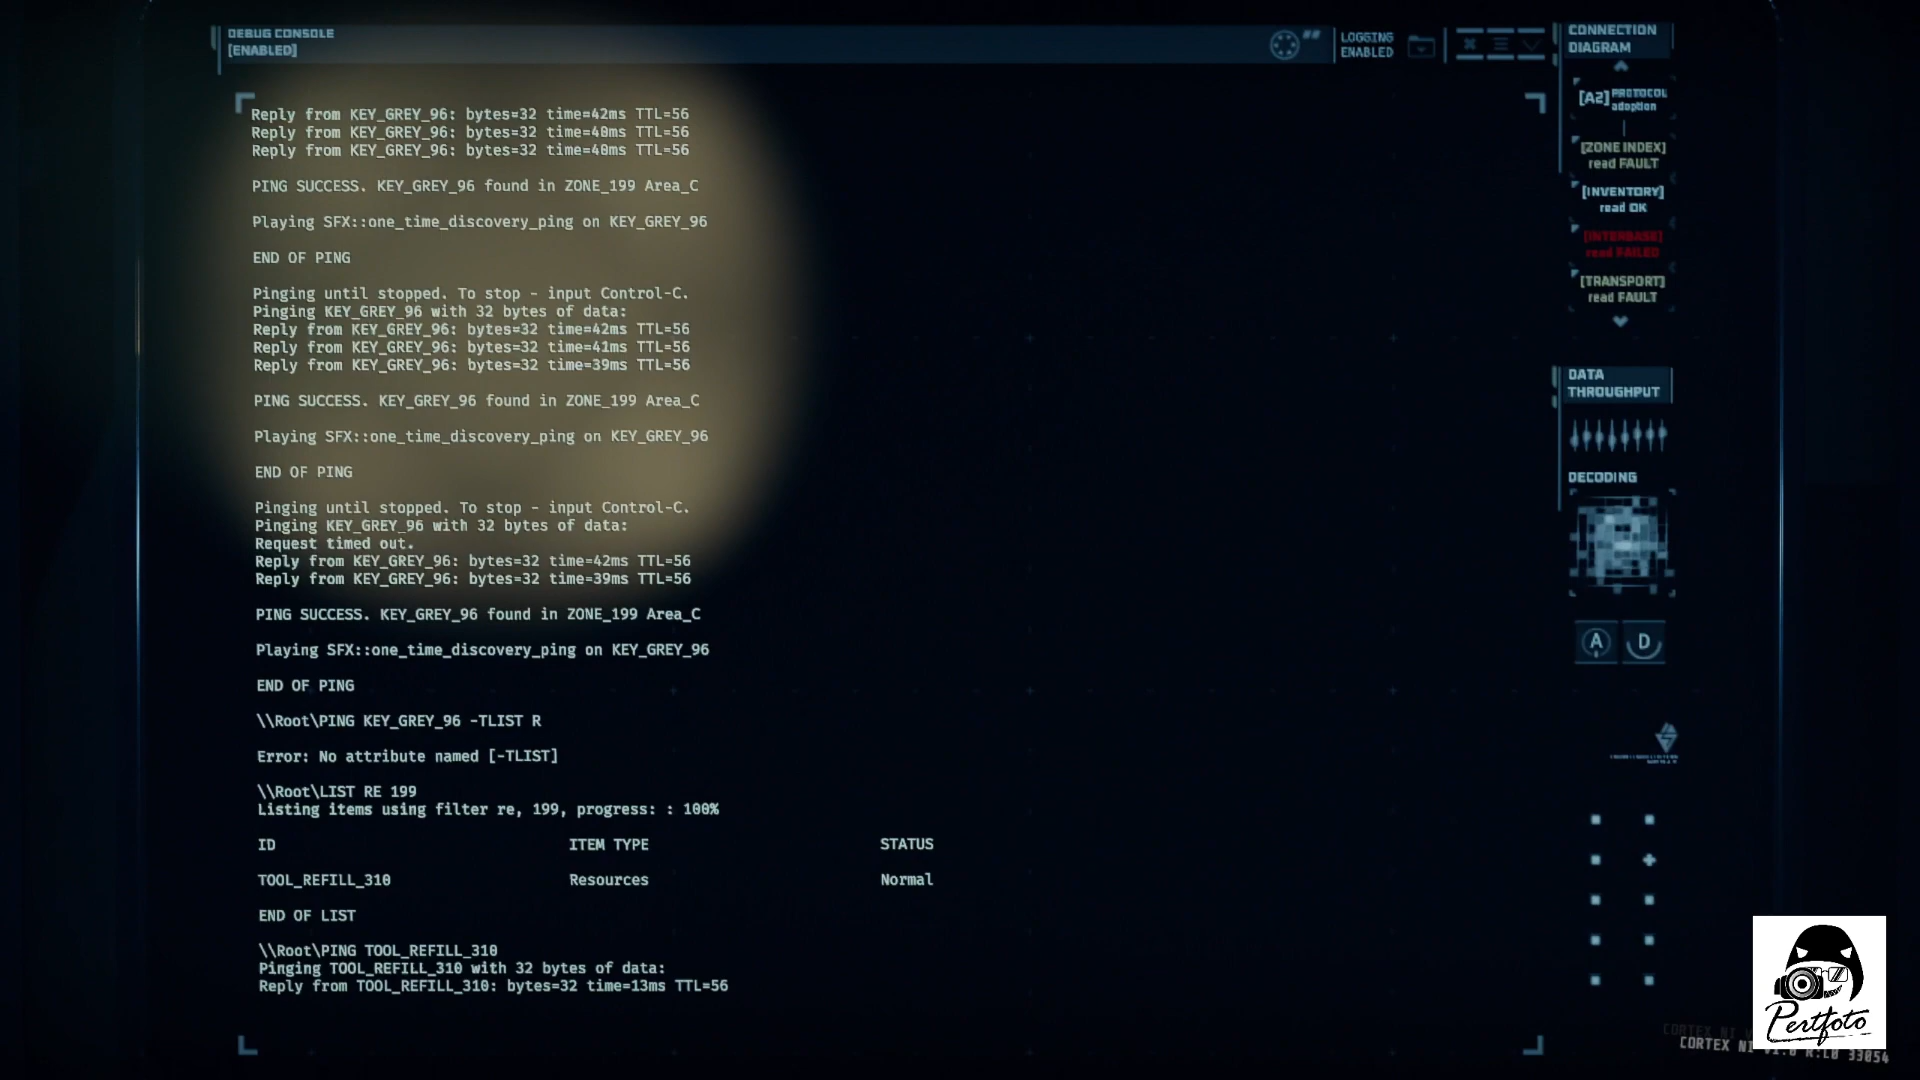 DEBUG CONSOLE
[ENABLED]
LOGGING
ENABLED
Reply from KEY_GREY_96: bytes=32 time=42ms TTL=56
Reply from KEY_GREY_96: bytes=32 time=40ms TTL=56
Reply from KEY_GREY_96: bytes=32 time=40ms TTL=56
PING SUCCESS. KEY_GREY_96 found in ZONE_199 Area_C
Playing SFX::one_time_discovery_ping on KEY_GREY_96
END OF PING
Pinging until stopped. To stop - input Control-C.
Pinging KEY_GREY_96 with 32 bytes of data:
Reply from KEY_GREY_96: bytes=32 time=42ms TTL=56
Reply from KEY_GREY_96: bytes=32 time=41ms TTL=56
Reply from KEY_GREY_96: bytes=32 time=39ms TTL=56
PING SUCCESS. KEY_GREY_96 found in ZONE_199 Area_C
Playing SFX::one_time_discovery_ping on KEY_GREY_96
END OF PING
Pinging until stopped. To stop - input Control-C.
Pinging KEY_GREY_96 with 32 bytes of data:
Request timed out.
Reply from KEY_GREY_96: bytes=32 time=42ms TTL=56
Reply from KEY_GREY_96: bytes=32 time=39ms TTL=56
PING SUCCESS. KEY_GREY_96 found in ZONE_199 Area_C
Playing SFX::one_time_discovery_ping on KEY_GREY_96
END OF PING
\\Root\PING KEY_GREY_96 -TLIST R
Error: No attribute named [-TLIST]
\\Root\LIST RE 199
Listing items using filter re, 199, progress: : 100%
ID ITEM TYPE STATUS
TOOL_REFILL_310 Resources Normal
END OF LIST
\\Root\PING TOOL_REFILL_310
Pinging TOOL_REFILL_310 with 32 bytes of data:
Reply from TOOL_REFILL_310: bytes=32 time=13ms TTL=56
CONNECTION
DIAGRAM
[A2] PROTOCOL
adoption
[ZONE INDEX]
read FAULT
[INVENTORY]
read OK
[INTERBASE]
read FAILED
[TRANSPORT]
read FAULT
DATA
THROUGHPUT
DECODING
A D
Pertfoto
CORTEX NI R:L0 33054